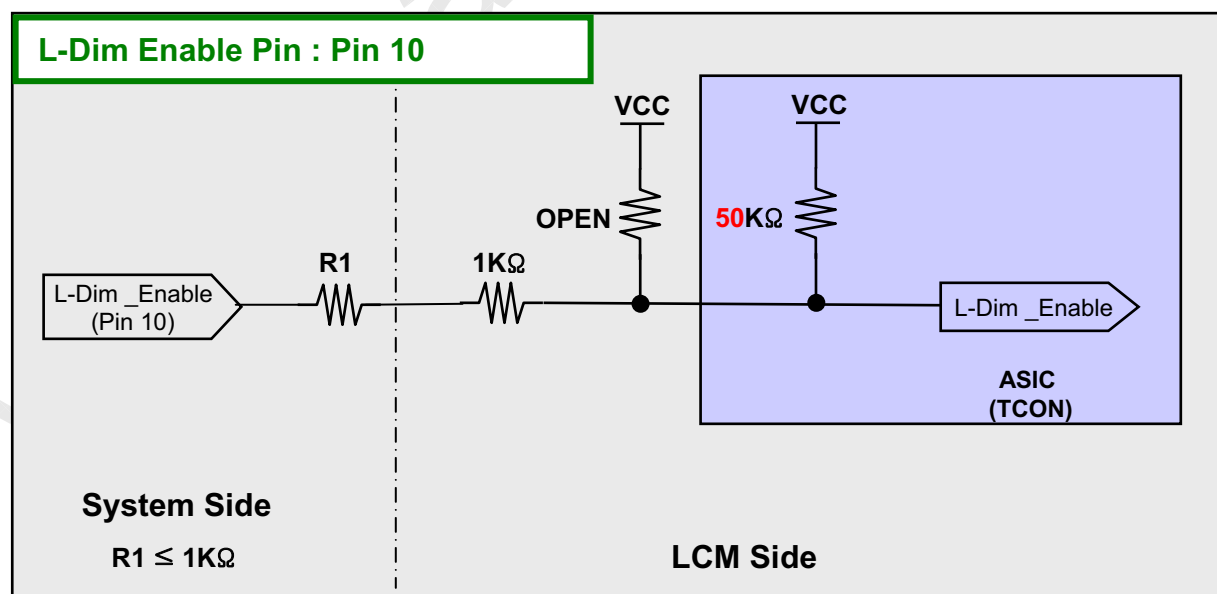 L-Dim Enable Pin : Pin 10
VCC
VCC
OPEN
50KΩ
R1
1KΩ
L-Dim _Enable
(Pin 10)
L-Dim _Enable
ASIC
(TCON)
System Side
R1 ≤ 1KΩ
LCM Side